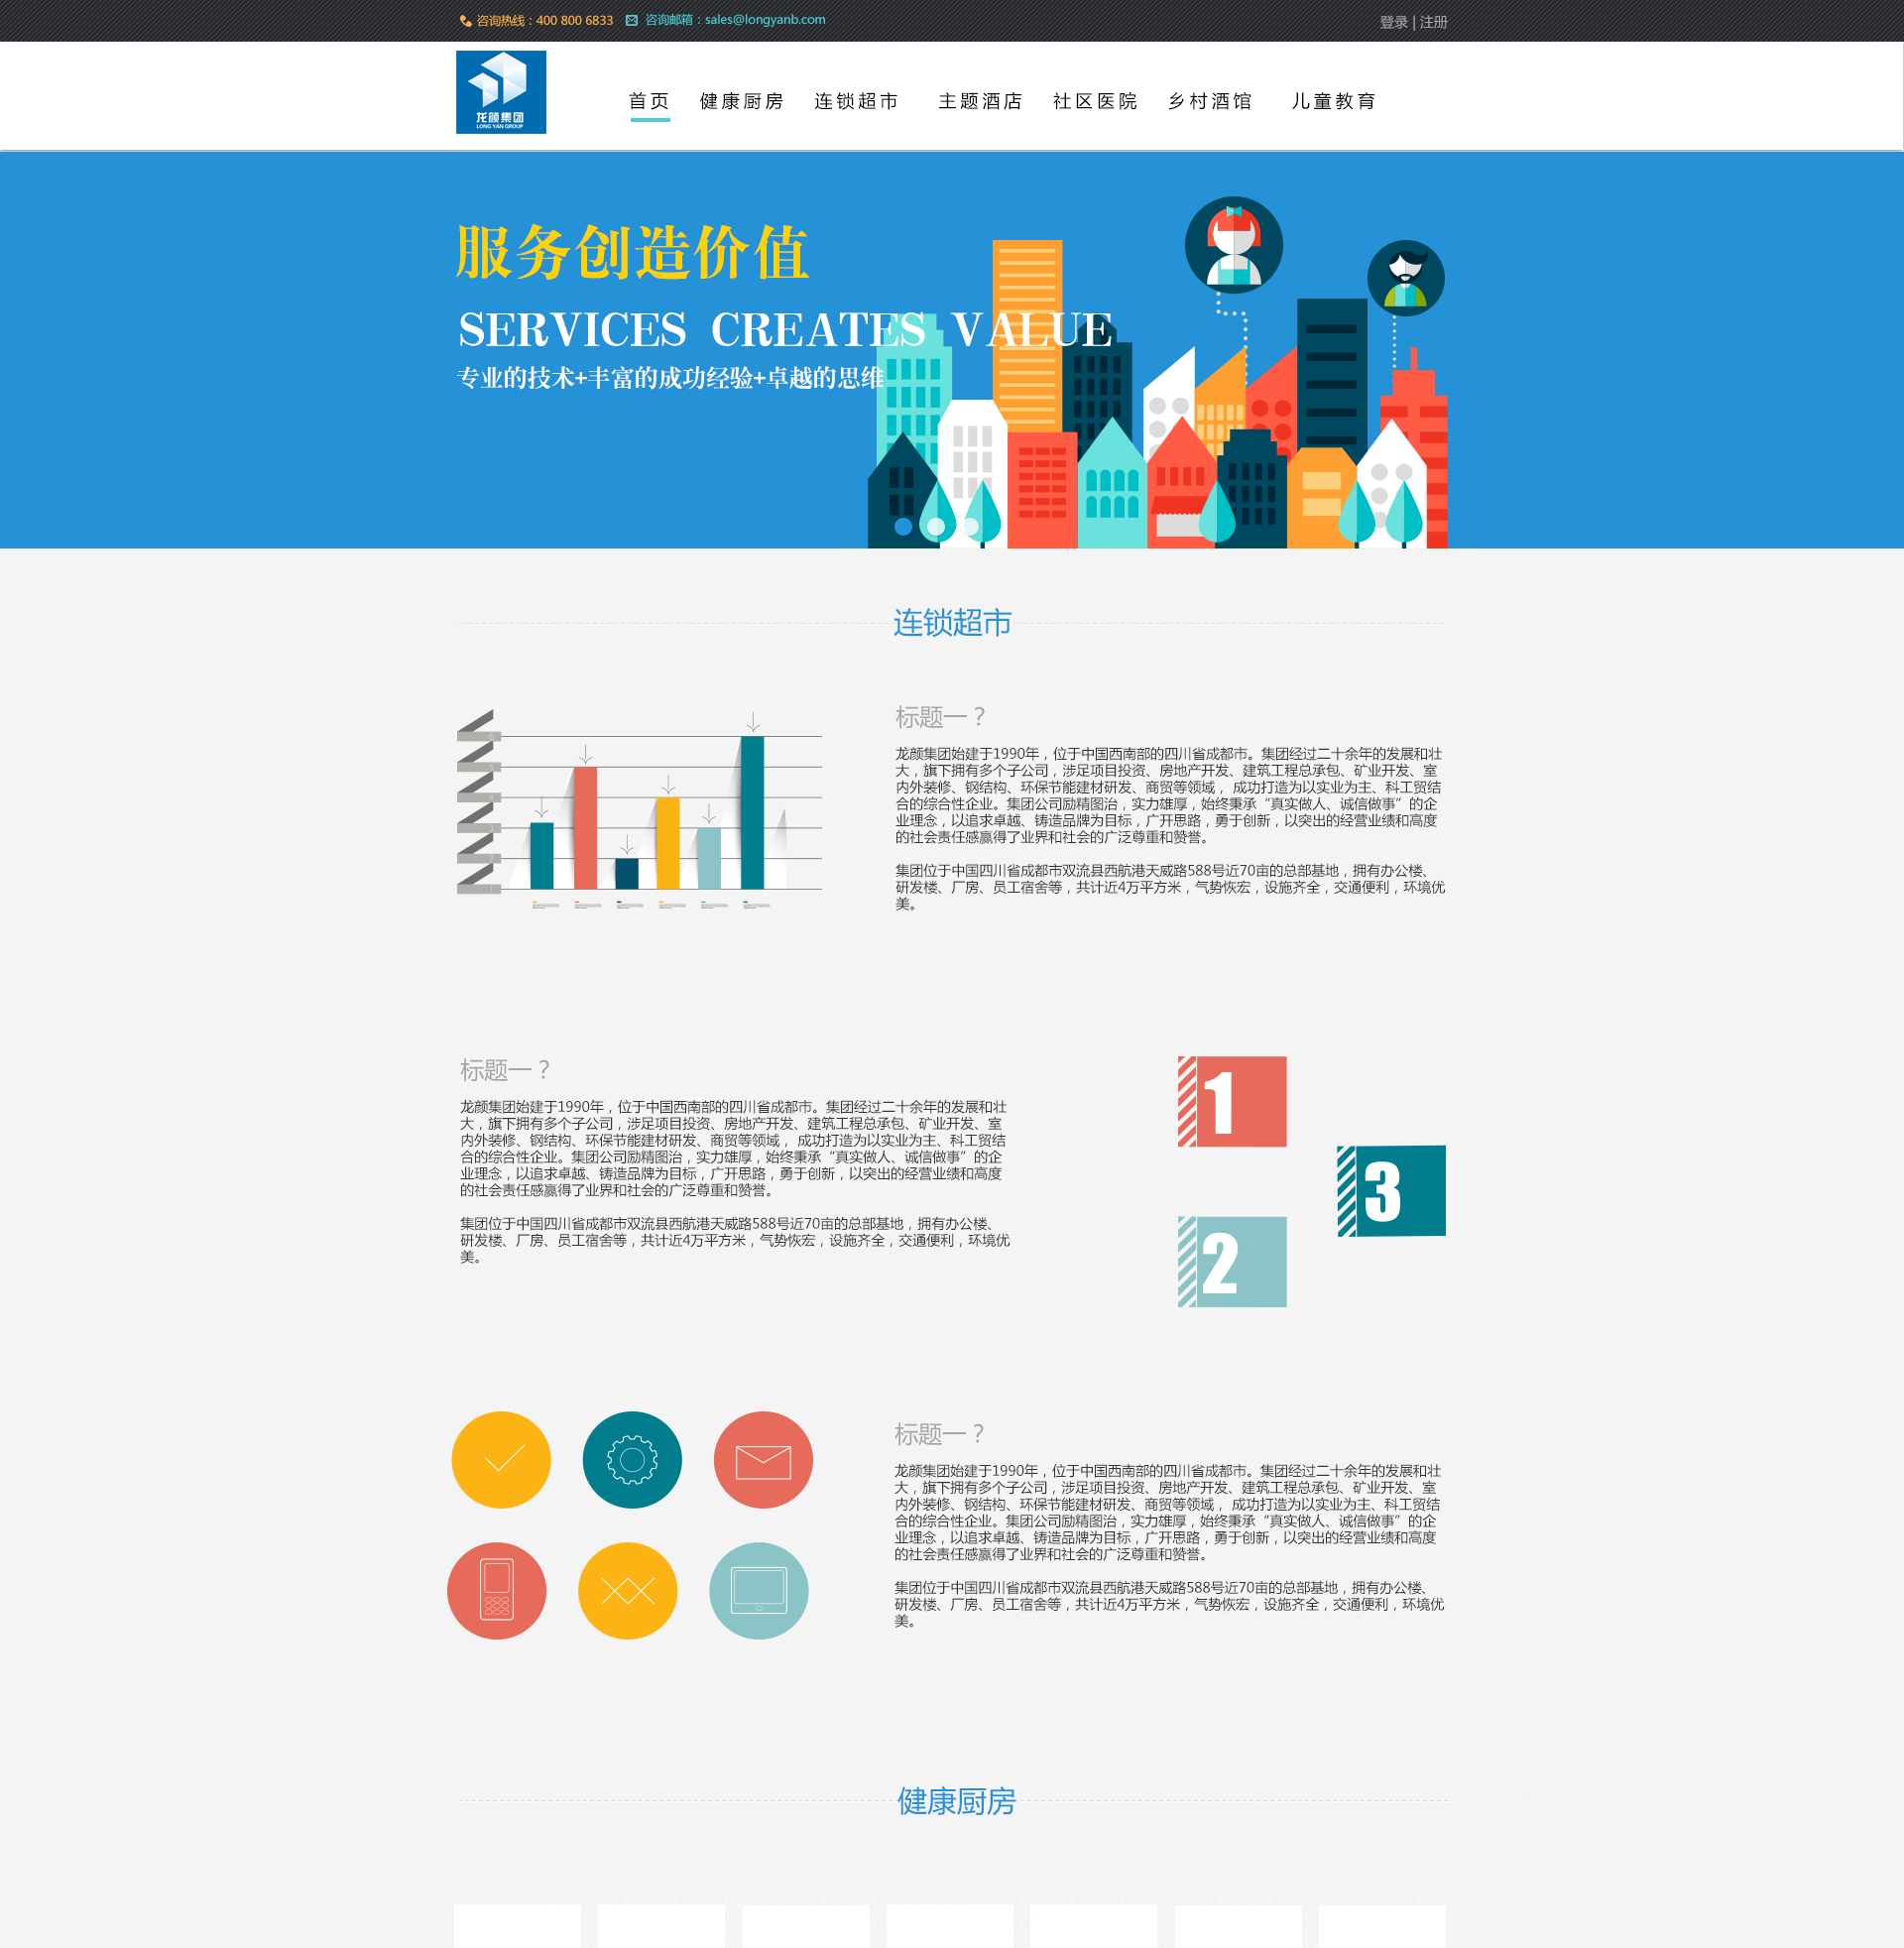 咨询热线：400 800 6833
咨询邮箱：sales@longyanb.com
登录 | 注册
龙颜集团
LONG YAN GROUP
首页
健康厨房
连锁超市
主题酒店
社区医院
乡村酒馆
儿童教育
服务创造价值
SERVICES CREATES VALUE
专业的技术+丰富的成功经验+卓越的思维
连锁超市
标题一？
龙颜集团始建于1990年，位于中国西南部的四川省成都市。集团经过二十余年的发展和壮
大，旗下拥有多个子公司，涉足项目投资、房地产开发、建筑工程总承包、矿业开发、室
内外装修、钢结构、环保节能建材研发、商贸等领域， 成功打造为以实业为主、科工贸结
合的综合性企业。集团公司励精图治，实力雄厚，始终秉承“真实做人、诚信做事”的企
业理念，以追求卓越、铸造品牌为目标，广开思路，勇于创新，以突出的经营业绩和高度
的社会责任感赢得了业界和社会的广泛尊重和赞誉。
集团位于中国四川省成都市双流县西航港天威路588号近70亩的总部基地，拥有办公楼、
研发楼、厂房、员工宿舍等，共计近4万平方米，气势恢宏，设施齐全，交通便利，环境优
美。
标题一？
龙颜集团始建于1990年，位于中国西南部的四川省成都市。集团经过二十余年的发展和壮
大，旗下拥有多个子公司，涉足项目投资、房地产开发、建筑工程总承包、矿业开发、室
内外装修、钢结构、环保节能建材研发、商贸等领域， 成功打造为以实业为主、科工贸结
合的综合性企业。集团公司励精图治，实力雄厚，始终秉承“真实做人、诚信做事”的企
业理念，以追求卓越、铸造品牌为目标，广开思路，勇于创新，以突出的经营业绩和高度
的社会责任感赢得了业界和社会的广泛尊重和赞誉。
集团位于中国四川省成都市双流县西航港天威路588号近70亩的总部基地，拥有办公楼、
研发楼、厂房、员工宿舍等，共计近4万平方米，气势恢宏，设施齐全，交通便利，环境优
美。
1
3
2
标题一？
龙颜集团始建于1990年，位于中国西南部的四川省成都市。集团经过二十余年的发展和壮
大，旗下拥有多个子公司，涉足项目投资、房地产开发、建筑工程总承包、矿业开发、室
内外装修、钢结构、环保节能建材研发、商贸等领域， 成功打造为以实业为主、科工贸结
合的综合性企业。集团公司励精图治，实力雄厚，始终秉承“真实做人、诚信做事”的企
业理念，以追求卓越、铸造品牌为目标，广开思路，勇于创新，以突出的经营业绩和高度
的社会责任感赢得了业界和社会的广泛尊重和赞誉。
集团位于中国四川省成都市双流县西航港天威路588号近70亩的总部基地，拥有办公楼、
研发楼、厂房、员工宿舍等，共计近4万平方米，气势恢宏，设施齐全，交通便利，环境优
美。
健康厨房